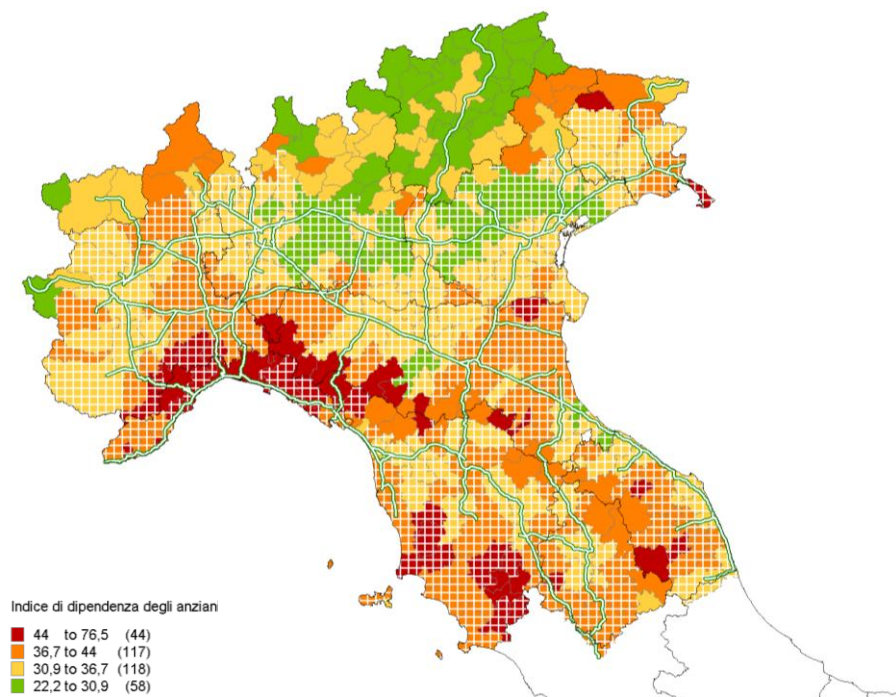 Indice di dipendenza degli anziani
44 to 76,5 (44)
36,7 to 44 (117)
30,9 to 36,7 (118)
22,2 to 30,9 (58)